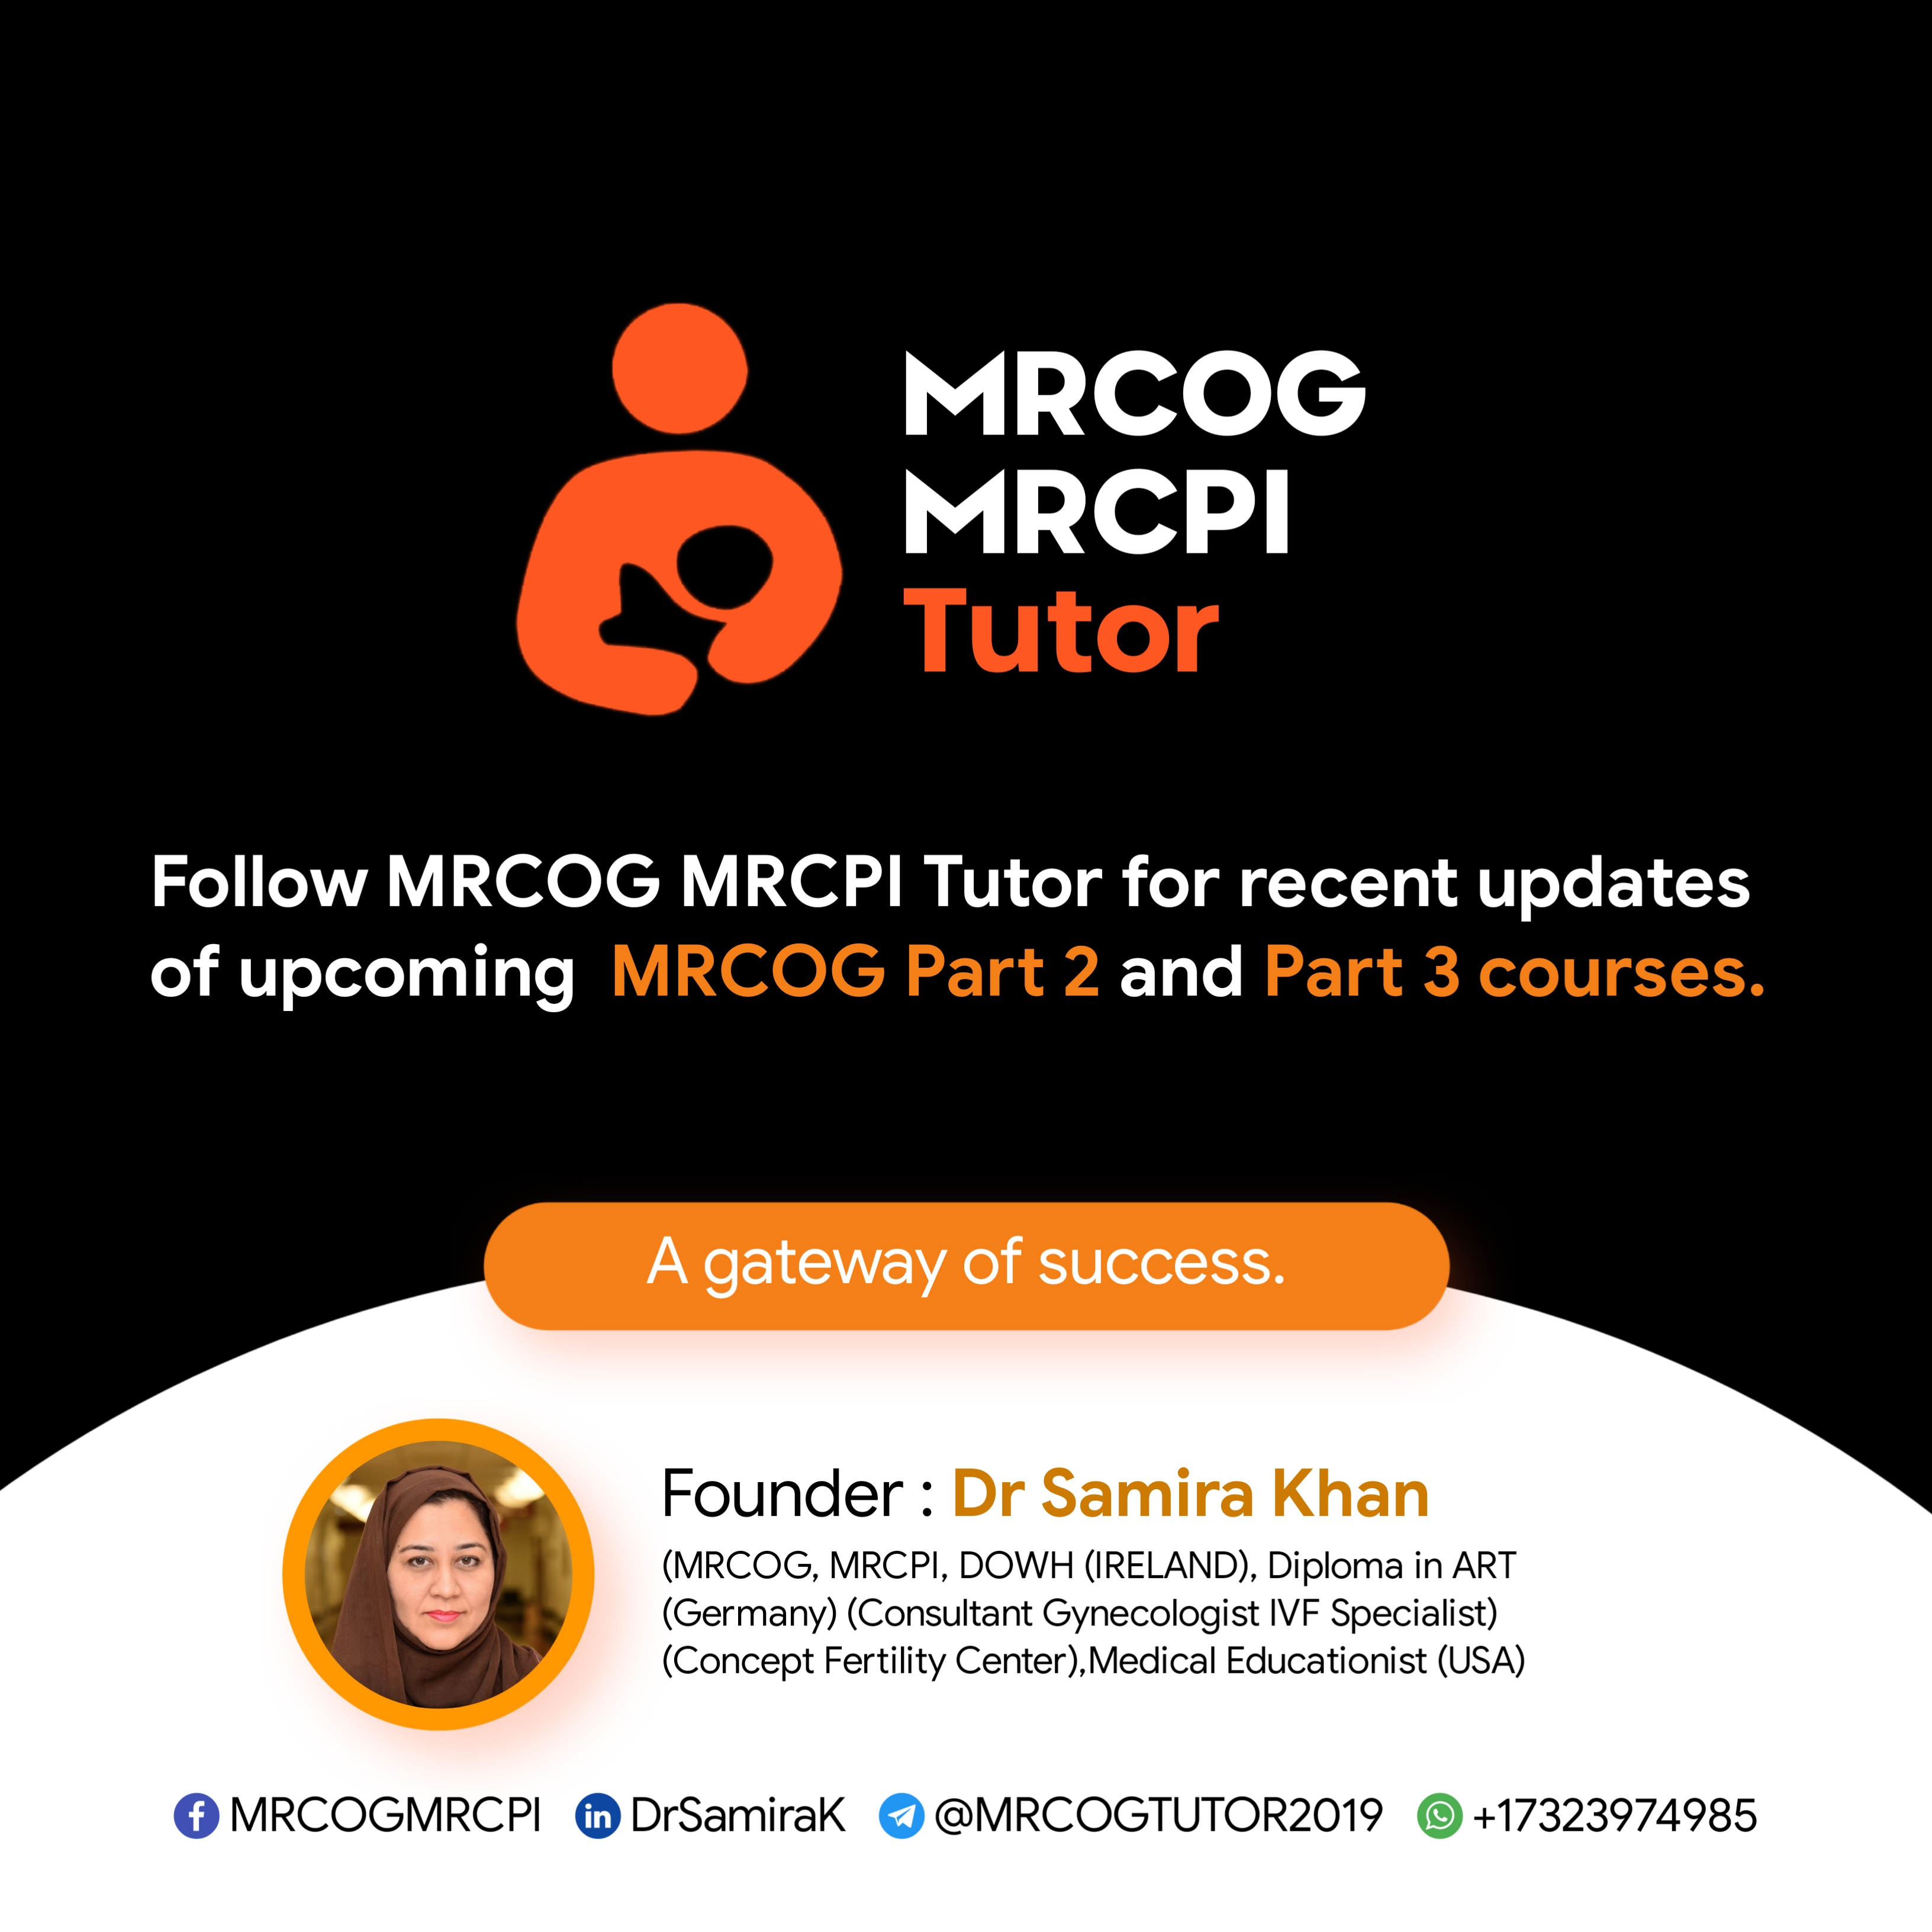 MRCOG
MRCPI
Tutor
Follow MRCOG MRCPI Tutor for recent updates
of upcoming MRCOG Part 2 and Part 3 courses.
A gateway of success.
Founder : Dr Samira Khan
(MRCOG, MRCPI, DOWH (IRELAND), Diploma in ART
(Germany) (Consultant Gynecologist IVF Specialist)
(Concept Fertility Center),Medical Educationist (USA)
MRCOGMRCPI DrSamiraK @MRCOGTUTOR2019 +17323974985